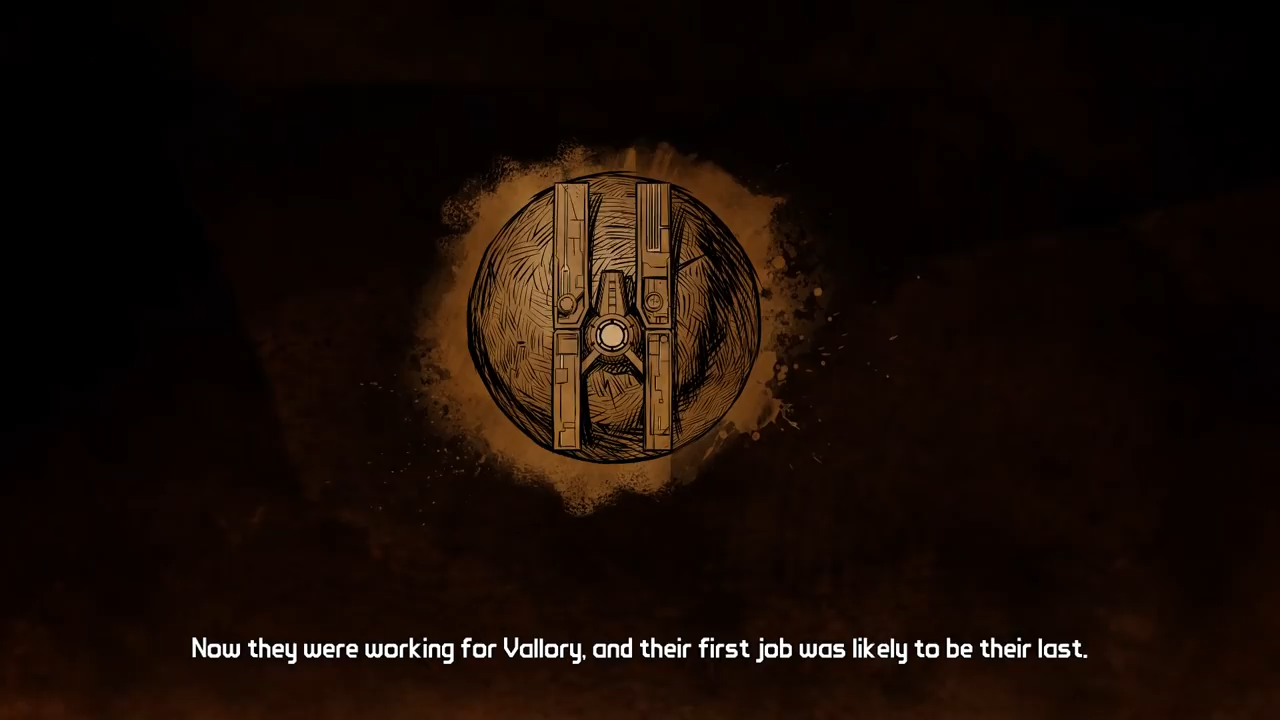 Now they were working for Vallory, and their first job was likely to be their last.